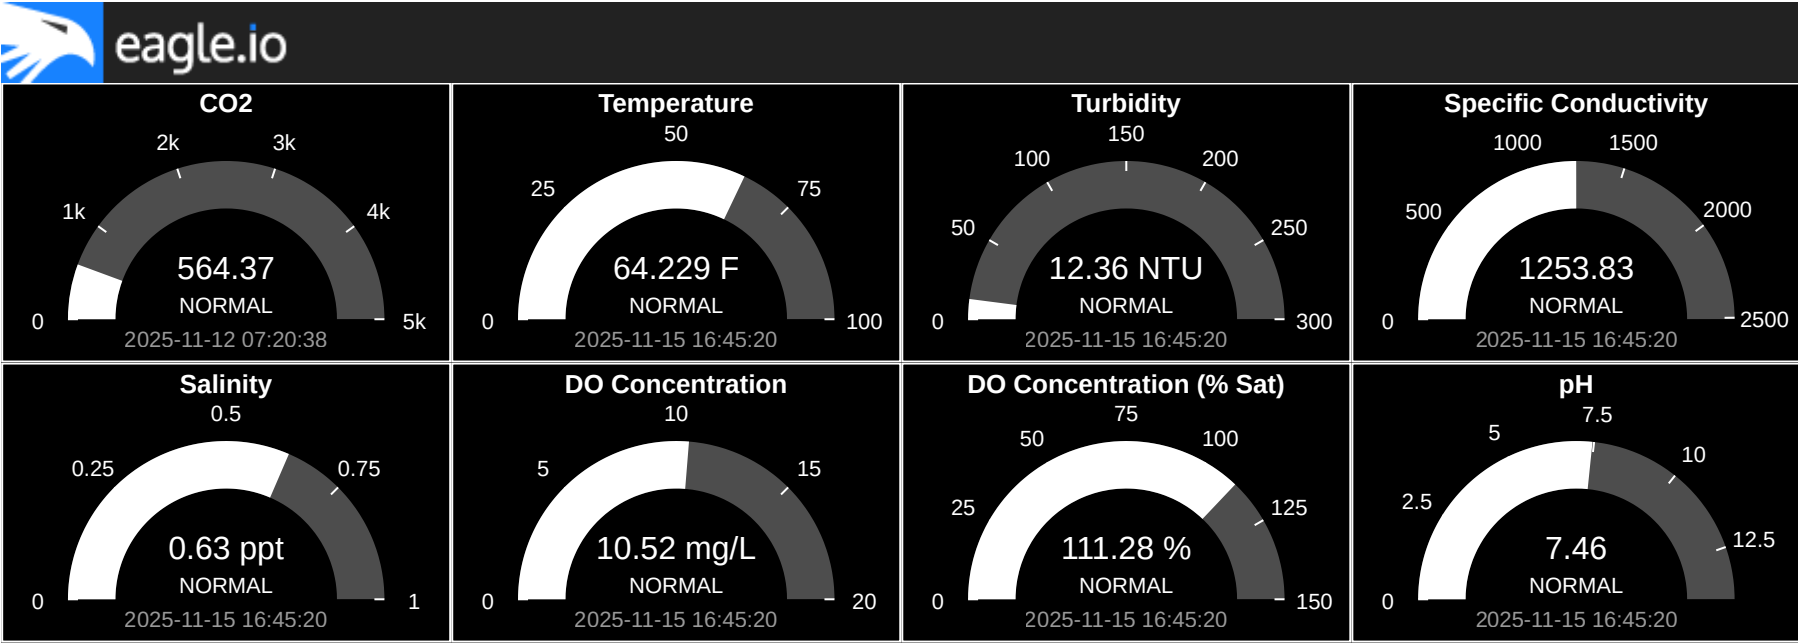 eagle.io
CO2
0
1k
2k
3k
4k
5k
564.37
NORMAL
2025-11-12 07:20:38
Temperature
0
25
50
75
100
64.229 F
NORMAL
2025-11-15 16:45:20
Turbidity
0
50
100
150
200
250
300
12.36 NTU
NORMAL
2025-11-15 16:45:20
Specific Conductivity
0
500
1000
1500
2000
2500
1253.83
NORMAL
2025-11-15 16:45:20
Salinity
0
0.25
0.5
0.75
1
0.63 ppt
NORMAL
2025-11-15 16:45:20
DO Concentration
0
5
10
15
20
10.52 mg/L
NORMAL
2025-11-15 16:45:20
DO Concentration (% Sat)
0
25
50
75
100
125
150
111.28 %
NORMAL
2025-11-15 16:45:20
pH
0
2.5
5
7.5
10
12.5
7.46
NORMAL
2025-11-15 16:45:20